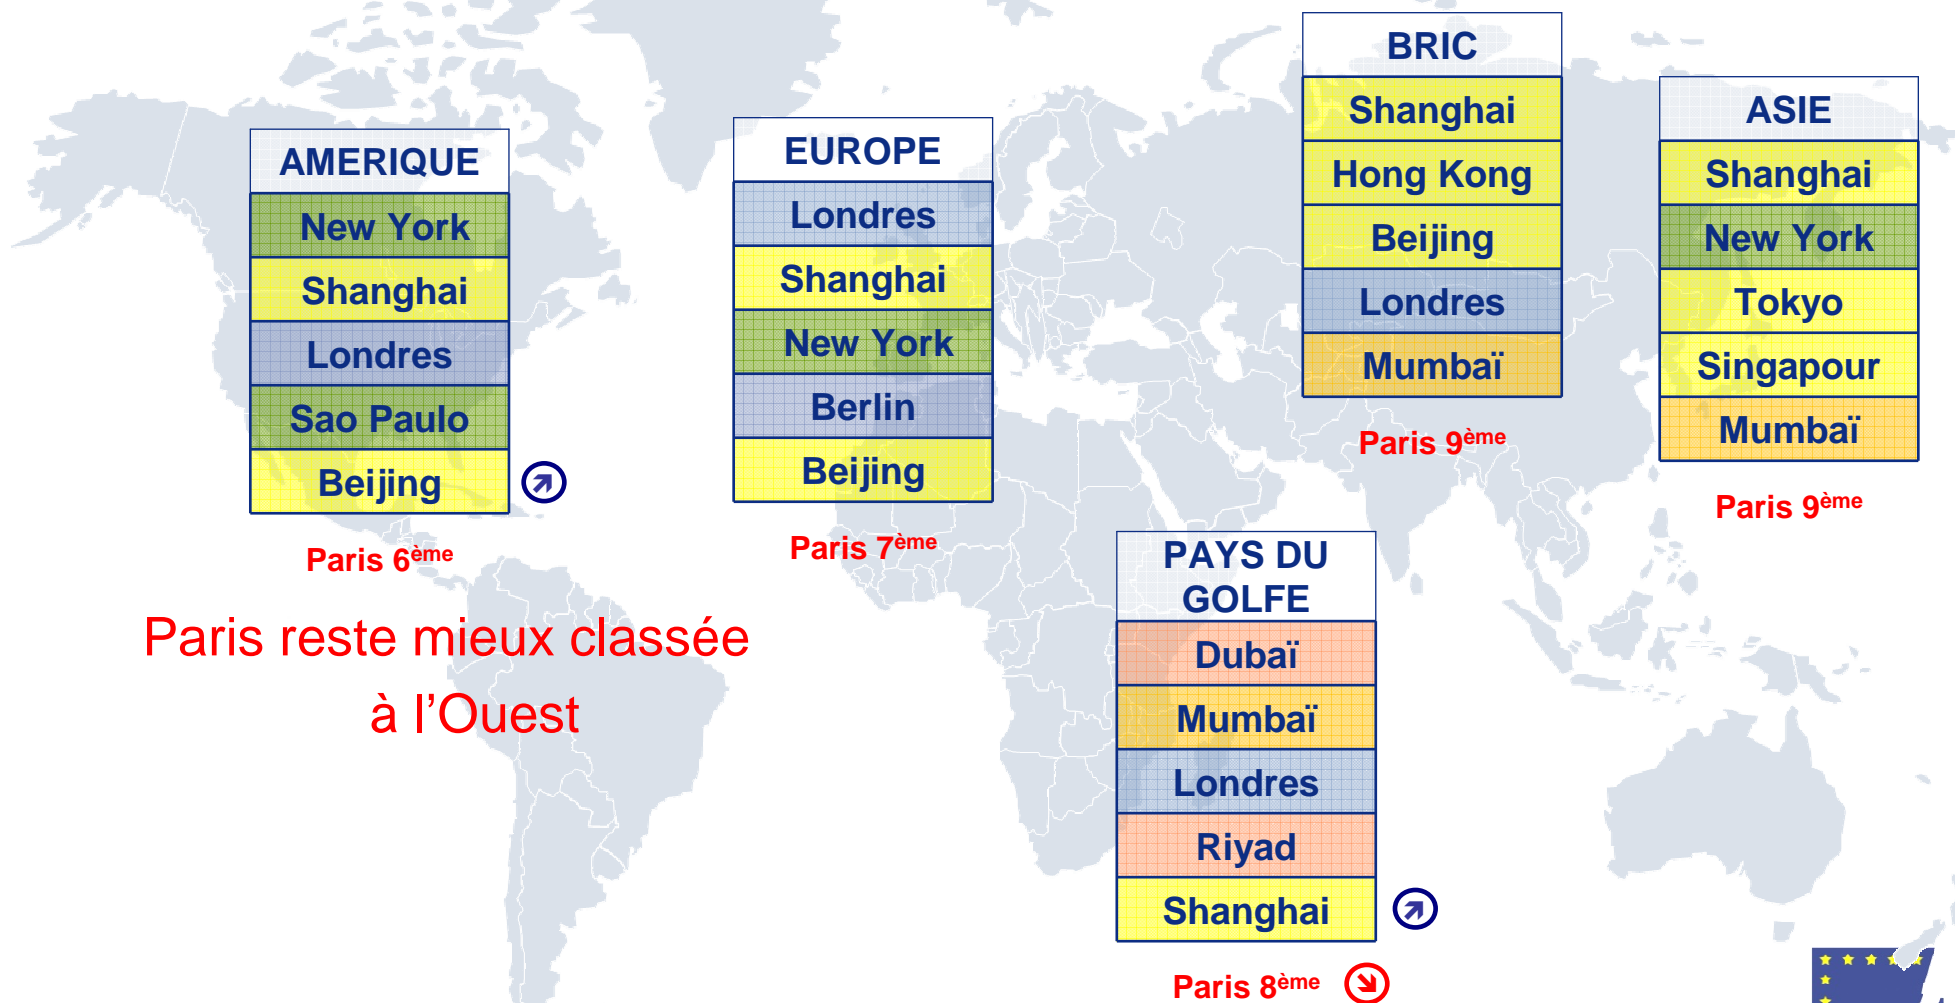 AMERIQUE
New York
Shanghai
Londres
Sao Paulo
Beijing
Paris 6ème
EUROPE
Londres
Shanghai
New York
Berlin
Beijing
Paris 7ème
BRIC
Shanghai
Hong Kong
Beijing
Londres
Mumbaï
Paris 9ème
ASIE
Shanghai
New York
Tokyo
Singapour
Mumbaï
Paris 9ème
PAYS DU
GOLFE
Dubaï
Mumbaï
Londres
Riyad
Shanghai
Paris 8ème
Paris reste mieux classée
à l’Ouest